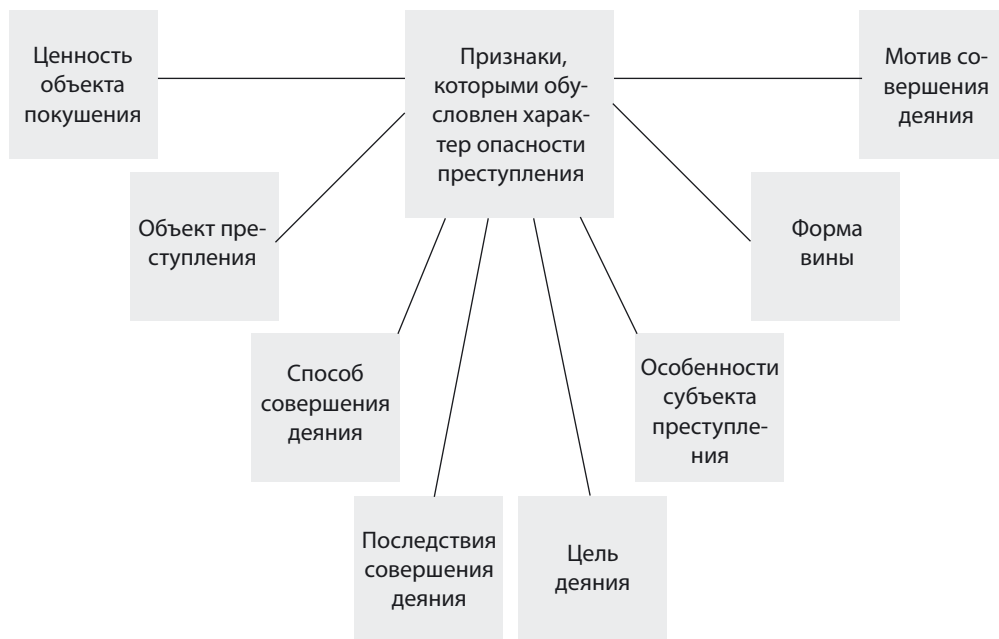 Признаки,
которыми обу-
словлен харак-
тер опасности
преступления
Ценность
объекта
покушения
Объект пре-
ступления
Способ
совершения
деяния
Последствия
совершения
деяния
Цель
деяния
Особенности
субъекта
преступле-
ния
Форма
вины
Мотив со-
вершения
деяния